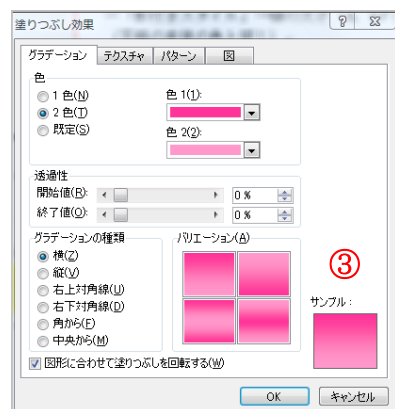 塗りつぶし効果
グラデーション テクスチャ パターン 図
色
1 色(N) 色 1(1):
2 色(T)
既定(S) 色 2(2):
透過性
開始値(R): 0 %
終了値(O): 0 %
グラデーションの種類 バリエーション(A)
横(Z)
縦(V)
右上対角線(U)
右下対角線(D)
角から(F)
中央から(M)
③
サンプル：
図形に合わせて塗りつぶしを回転する(W)
OK キャンセル